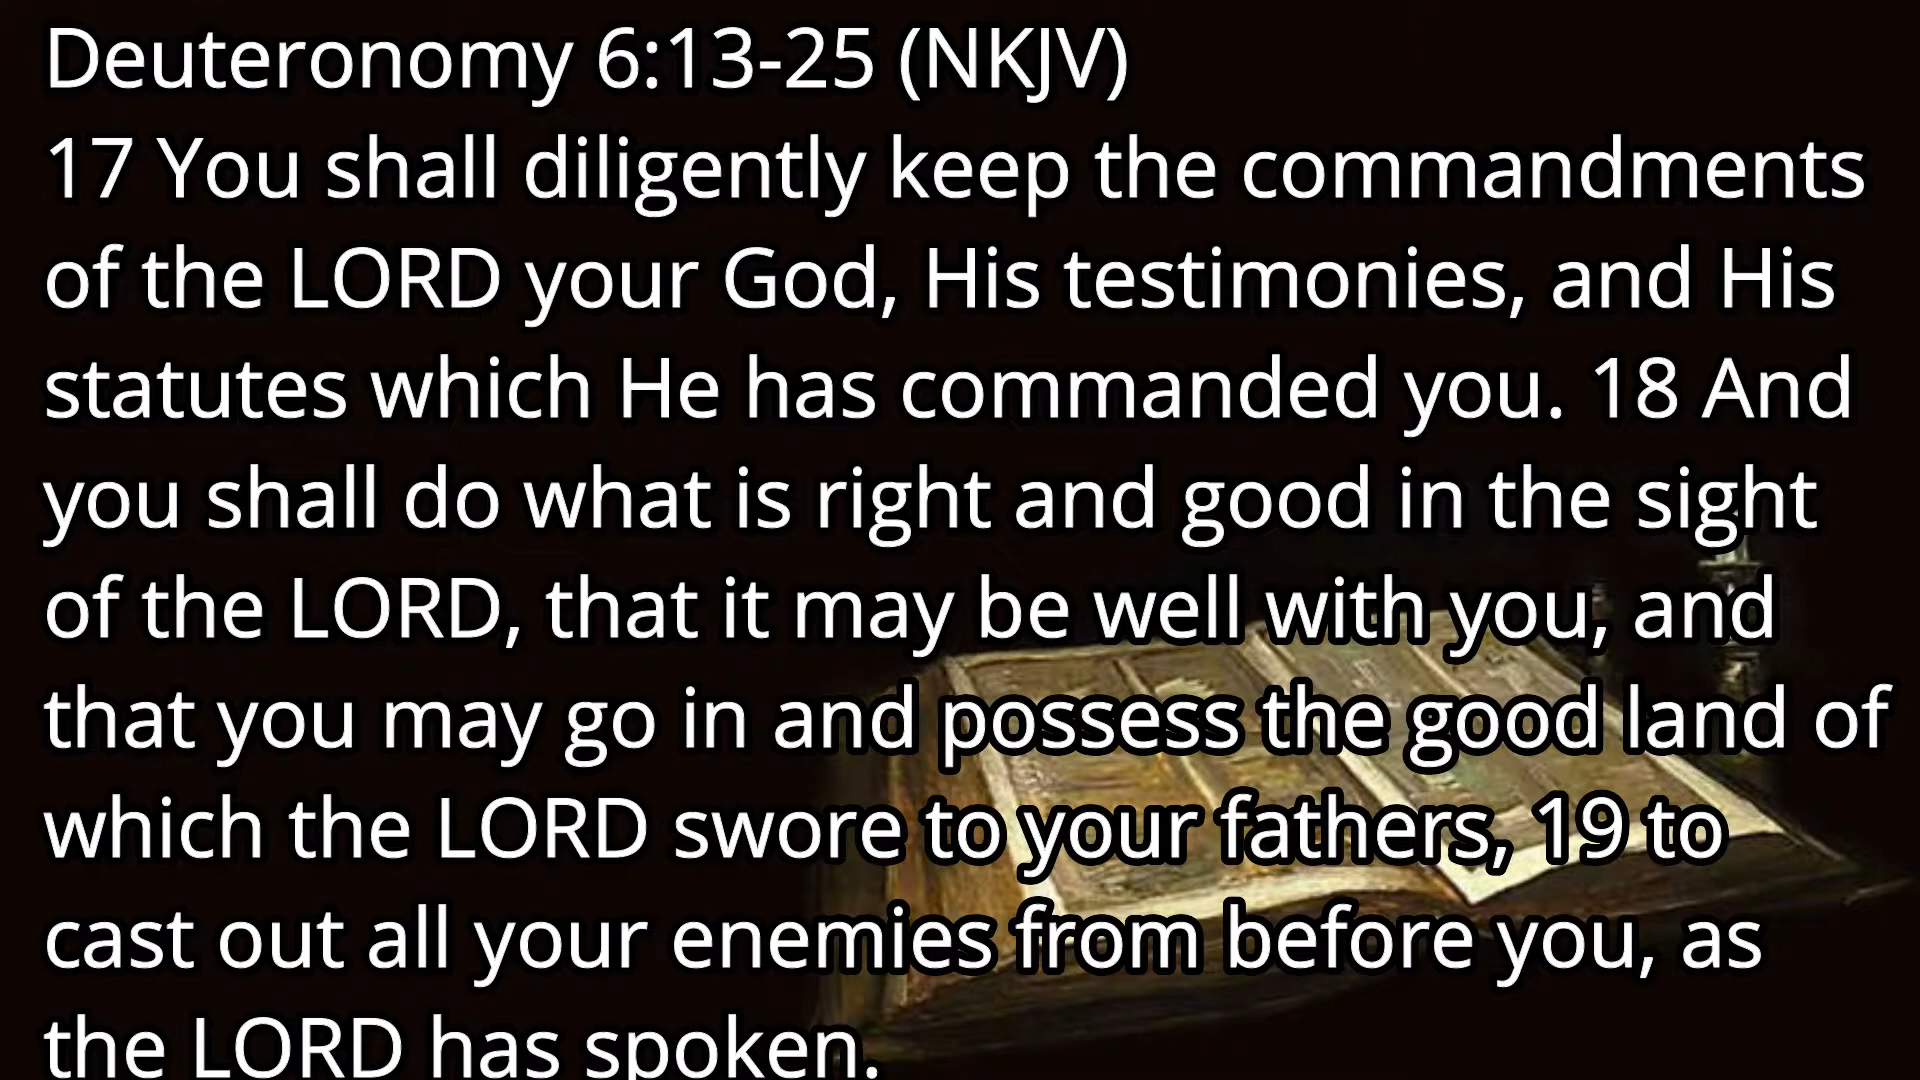 Deuteronomy 6:13-25 (NKJV)
17 You shall diligently keep the commandments
of the LORD your God, His testimonies, and His
statutes which He has commanded you. 18 And
you shall do what is right and good in the sight
of the LORD, that it may be well with you, and
that you may go in and possess the good land of
which the LORD swore to your fathers, 19 to
cast out all your enemies from before you, as
the LORD has spoken.